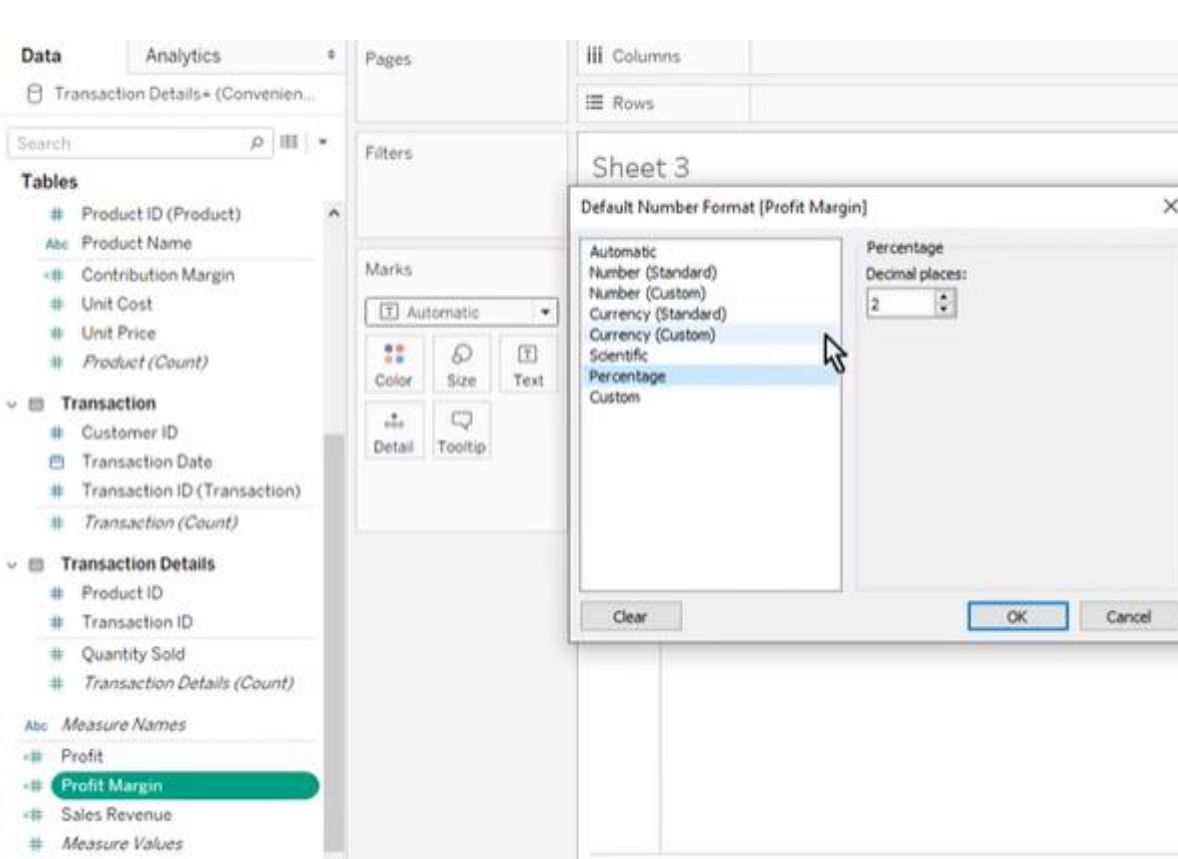 Data
Analytics
Transaction Details+ (Convenien...
Search
Tables
# Product ID (Product)
Abc Product Name
=# Contribution Margin
# Unit Cost
# Unit Price
# Product (Count)
Transaction
# Customer ID
Transaction Date
# Transaction ID (Transaction)
# Transaction (Count)
Transaction Details
# Product ID
# Transaction ID
# Quantity Sold
# Transaction Details (Count)
Abc Measure Names
=# Profit
=# Profit Margin
=# Sales Revenue
# Measure Values
Pages
Filters
Marks
T Automatic
Color
Size
T Text
Detail
Tooltip
Columns
Rows
Sheet 3
Default Number Format [Profit Margin]
Automatic
Number (Standard)
Number (Custom)
Currency (Standard)
Currency (Custom)
Scientific
Percentage
Custom
Percentage
Decimal places:
2
Clear
OK
Cancel